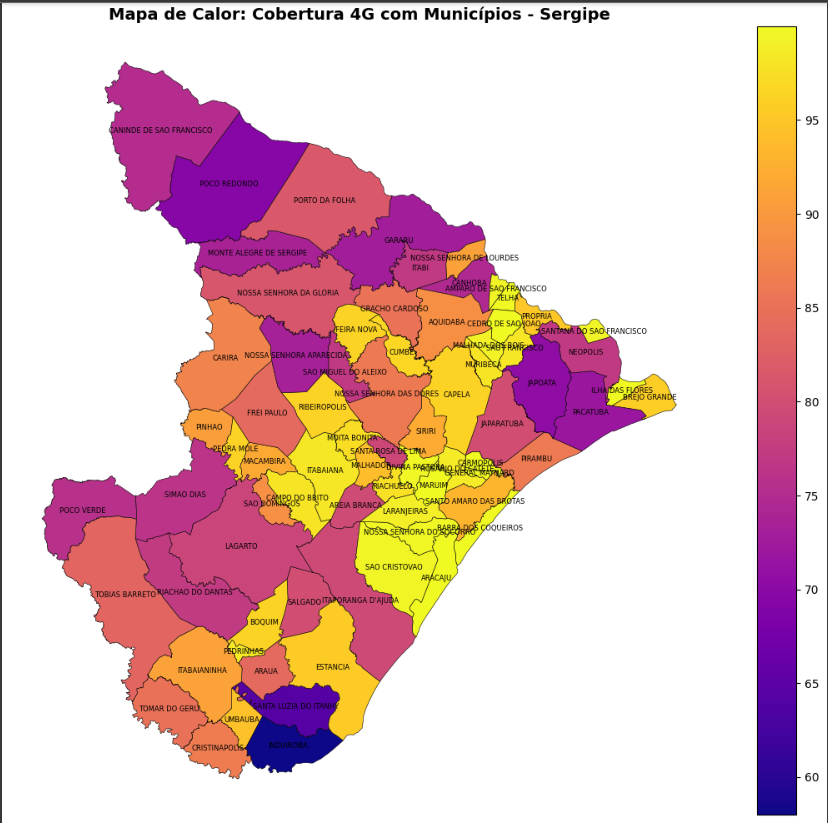 Mapa de Calor: Cobertura 4G com Municípios - Sergipe
CANINDE DE SAO FRANCISCO
POCO REDONDO
PORTO DA FOLHA
GARARU
MONTE ALEGRE DE SERGIPE
NOSSA SENHORA DE LOURDES
ITABI
CANHOBA
AMPARO DE SAO FRANCISCO
TELHA
NOSSA SENHORA DA GLORIA
GRACHO CARDOSO
PROPRIA
AQUIDABA
CEDRO DE SAO JOAO
FEIRA NOVA
SANTANA DO SAO FRANCISCO
MALHADA DOS BOIS
SAO FRANCISCO
NEOPOLIS
CUMBE
CARIRA
NOSSA SENHORA APARECIDA
MURIBECA
SAO MIGUEL DO ALEIXO
JAPOATA
ILHA DAS FLORES
BREJO GRANDE
NOSSA SENHORA DAS DORES
CAPELA
RIBEIROPOLIS
FREI PAULO
PACATUBA
JAPARATUBA
PINHAO
SIRIRI
MOITA BONITA
PEDRA MOLE
SANTA ROSA DE LIMA
PIRAMBU
MACAMBIRA
MALHADOR
DIVINA PASTORA
CARMOPOLIS
ITABAIANA
GENERAL MAYNARD
RIACHUELO
MARUIM
SIMAO DIAS
CAMPO DO BRITO
SAO DOMINGOS
AREIA BRANCA
SANTO AMARO DAS BROTAS
POCO VERDE
LARANJEIRAS
BARRA DOS COQUEIROS
NOSSA SENHORA DO SOCORRO
LAGARTO
SAO CRISTOVAO
ARACAJU
TOBIAS BARRETO
RIACHAO DO DANTAS
SALGADO
ITAPORANGA D'AJUDA
BOQUIM
PEDRINHAS
ITABAIANINHA
ARAUA
ESTANCIA
TOMAR DO GERU
SANTA LUZIA DO ITANHY
UMBAUBA
CRISTINAPOLIS
INDIAROBA
95
90
85
80
75
70
65
60